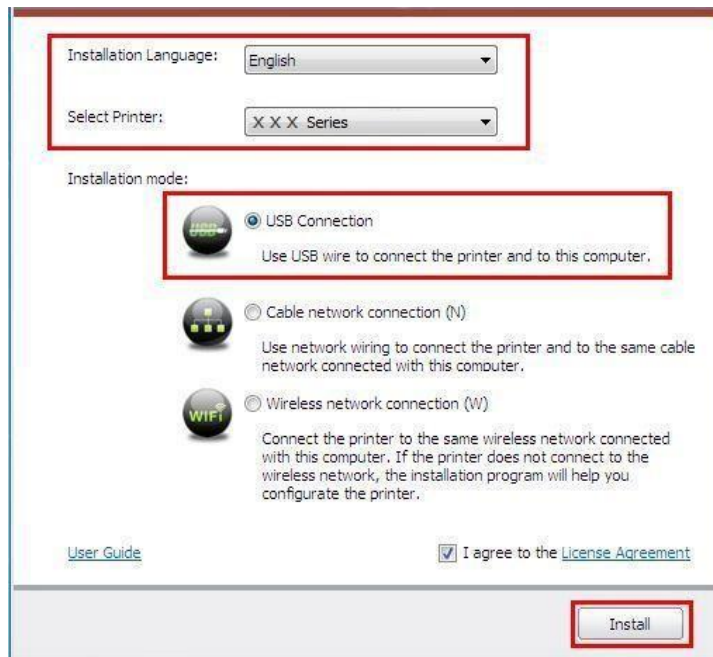 Installation Language: English
Select Printer: X X X Series
Installation mode:
USB
USB Connection
Use USB wire to connect the printer and to this computer.
Cable network connection (N)
Use network wiring to connect the printer and to the same cable
network connected with this computer.
WiFi
Wireless network connection (W)
Connect the printer to the same wireless network connected
with this computer. If the printer does not connect to the
wireless network, the installation program will help you
configurate the printer.
User Guide
I agree to the License Agreement
Install